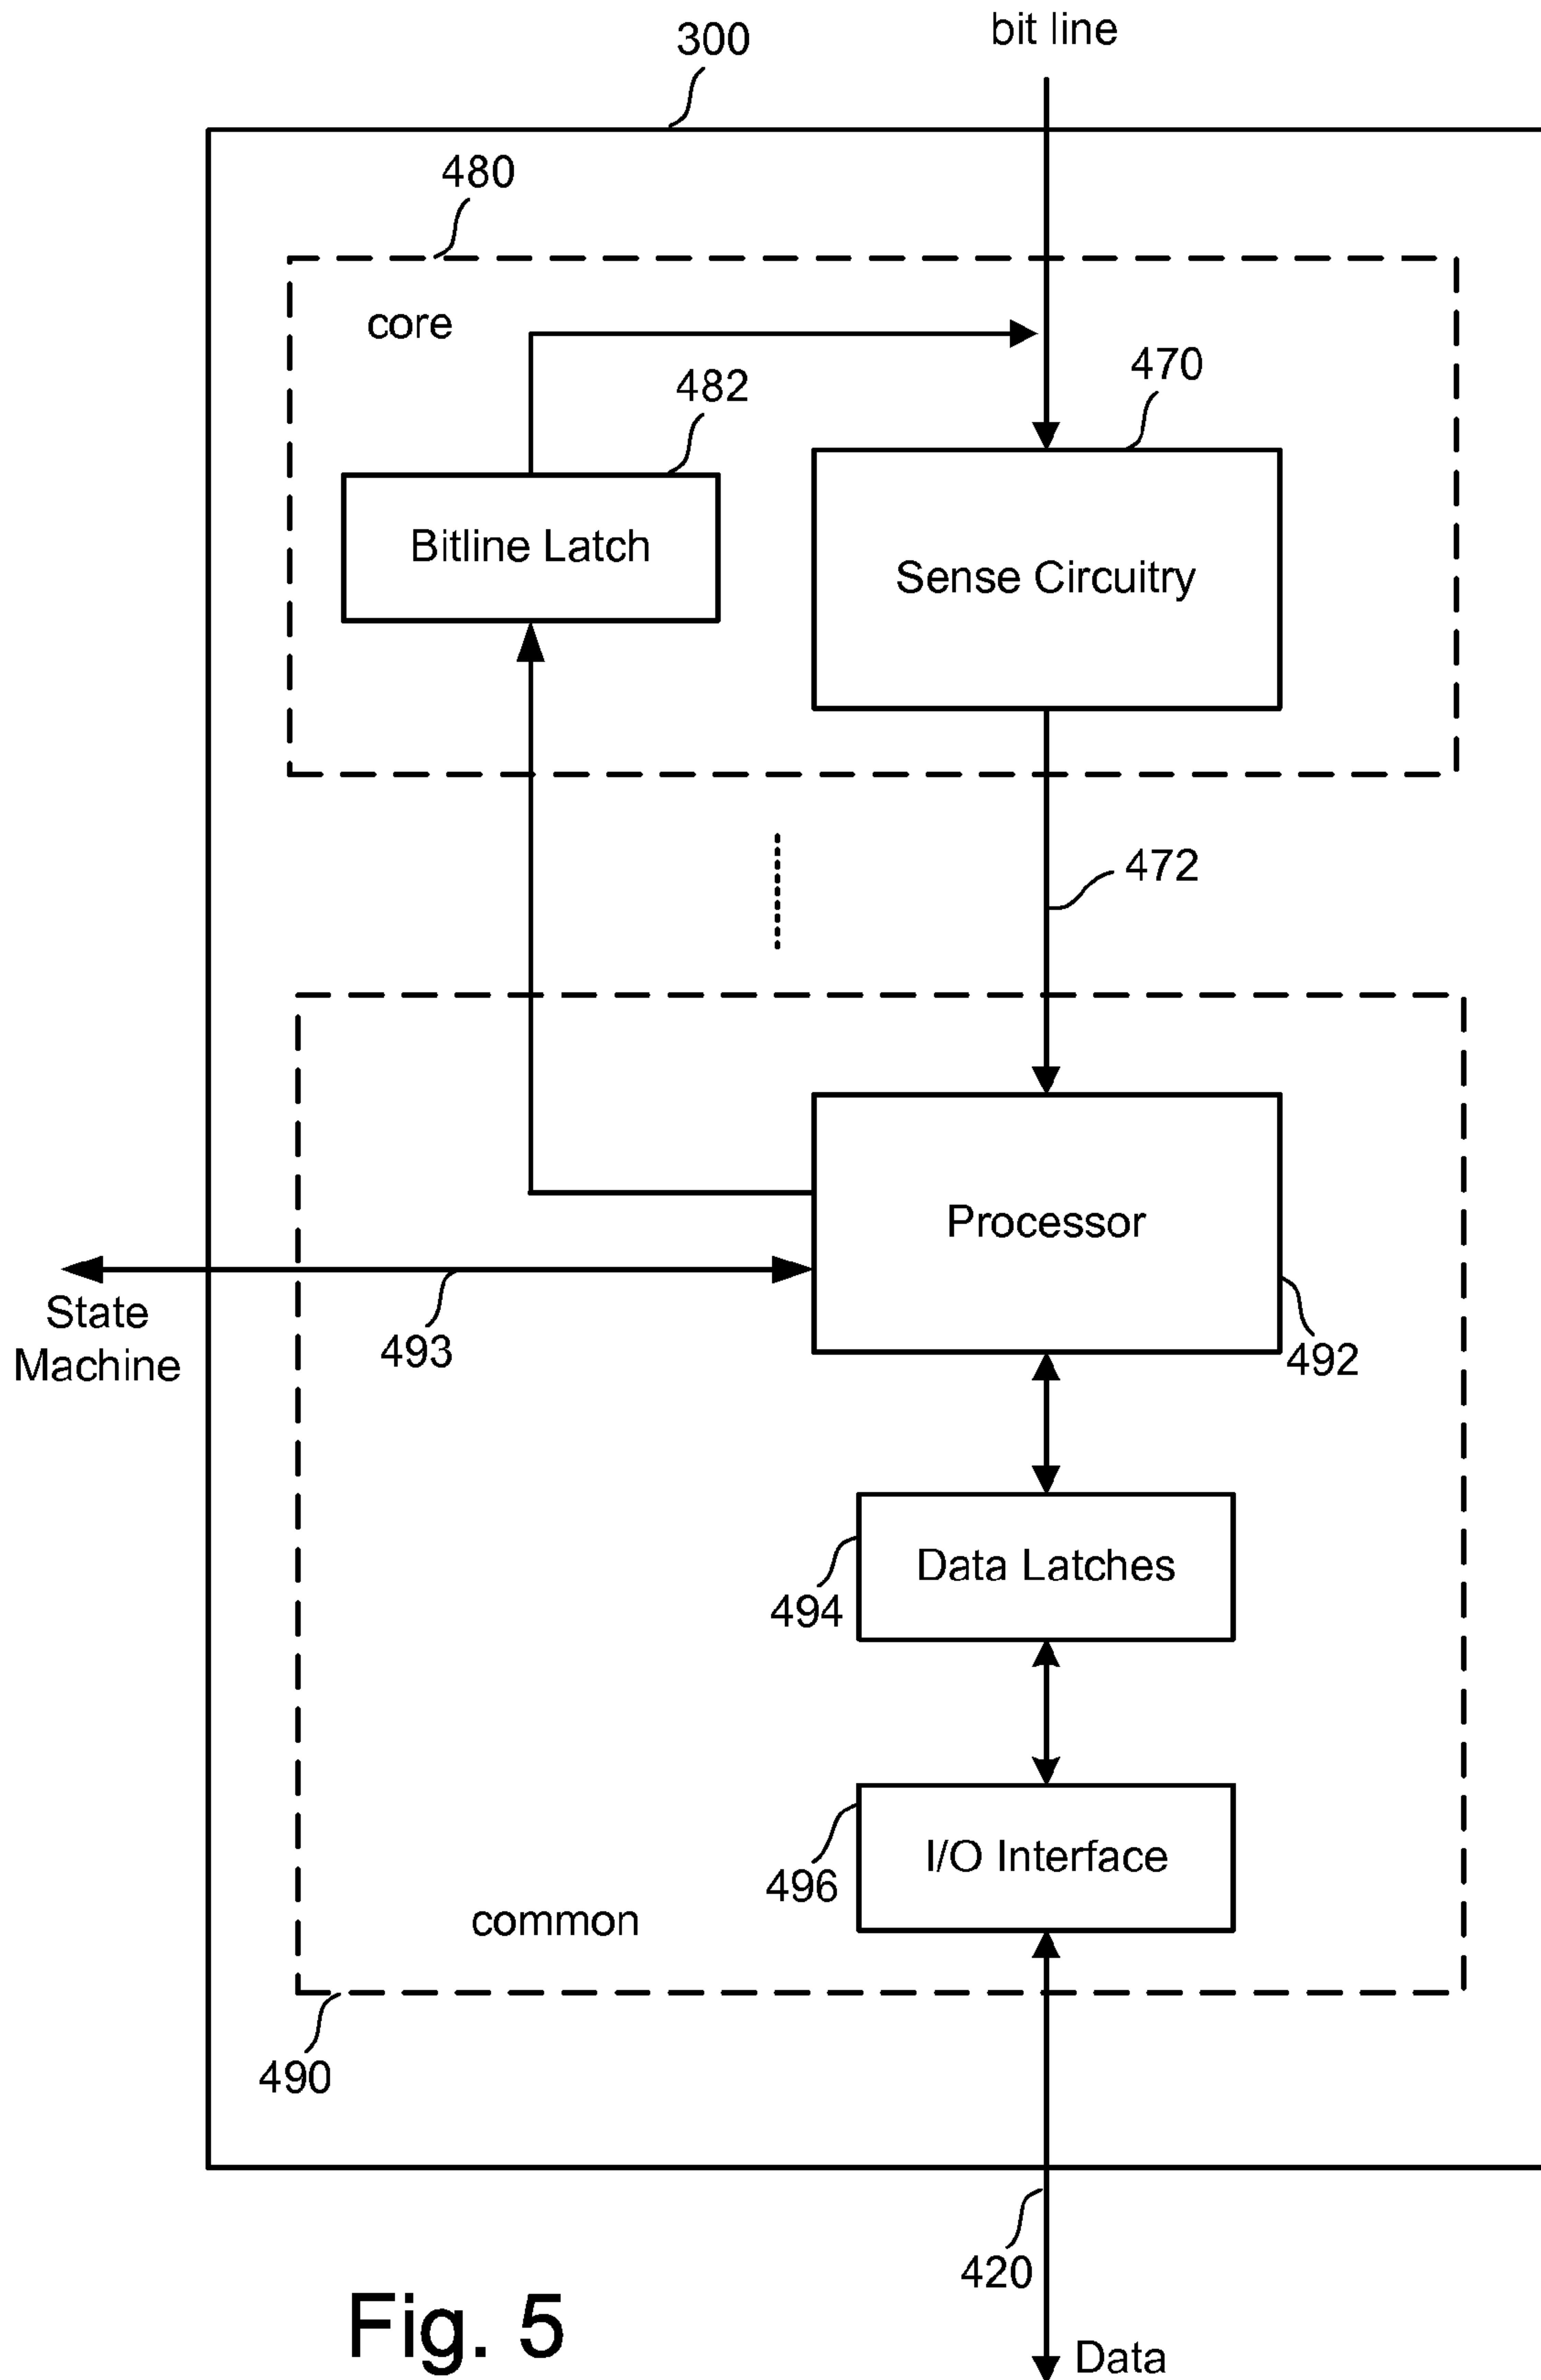 bit line
300
480
core
470
482
Bitline Latch
Sense Circuitry
472
Processor
State
Machine
493
492
Data Latches
494
I/O Interface
496
common
490
420
Fig. 5
Data